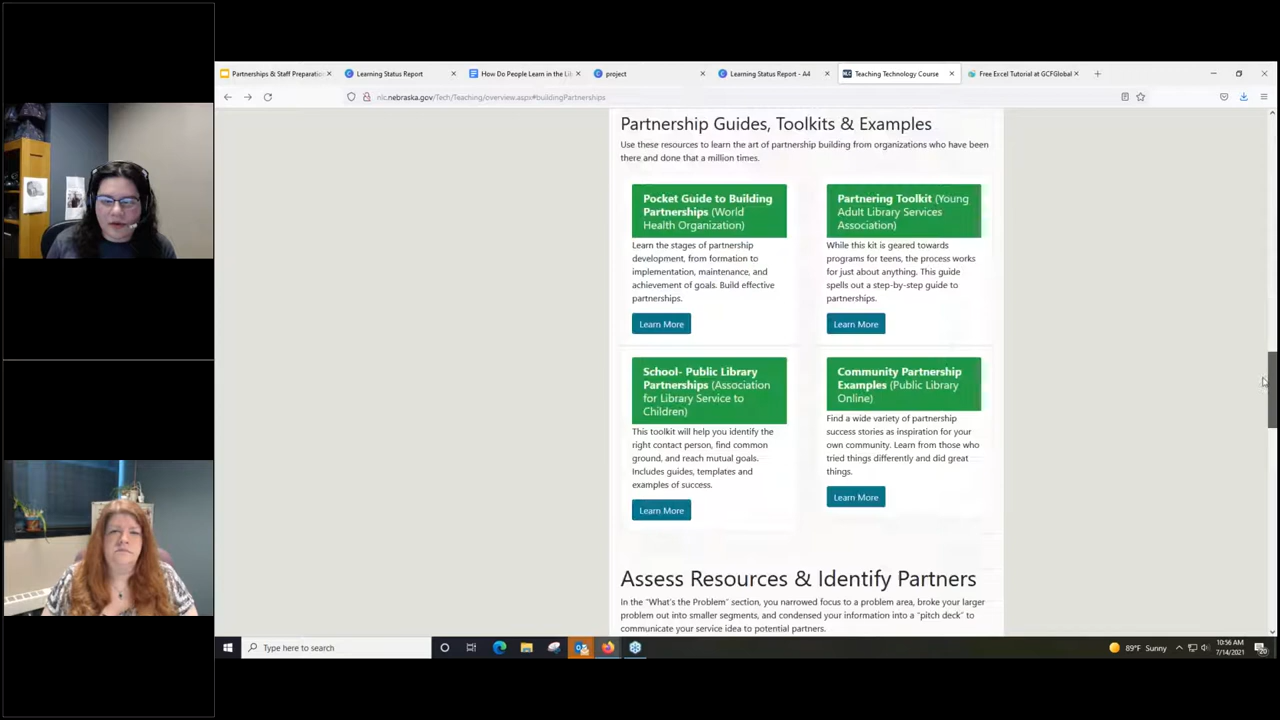 Partnerships & Staff Preparation
Learning Status Report
How Do People Learn in the Lib
project
Learning Status Report - A4
Teaching Technology Course
Free Excel Tutorial at GCFGlobal
nlc.nebraska.gov/Tech/Teaching/overview.aspx#buildingPartnerships
Partnership Guides, Toolkits & Examples
Use these resources to learn the art of partnership building from organizations who have been
there and done that a million times.
Pocket Guide to Building
Partnerships (World
Health Organization)
Learn the stages of partnership
development, from formation to
implementation, maintenance, and
achievement of goals. Build effective
partnerships.
Learn More
Partnering Toolkit (Young
Adult Library Services
Association)
While this kit is geared towards
programs for teens, the process works
for just about anything. This guide
spells out a step-by-step guide to
partnerships.
Learn More
School- Public Library
Partnerships (Association
for Library Service to
Children)
This toolkit will help you identify the
right contact person, find common
ground, and reach mutual goals.
Includes guides, templates and
examples of success.
Learn More
Community Partnership
Examples (Public Library
Online)
Find a wide variety of partnership
success stories as inspiration for your
own community. Learn from those who
tried things differently and did great
things.
Learn More
Assess Resources & Identify Partners
In the "What's the Problem" section, you narrowed focus to a problem area, broke your larger
problem out into smaller segments, and condensed your information into a "pitch deck" to
communicate your service idea to potential partners.
Type here to search
89°F Sunny
10:56 AM
7/14/2021
20